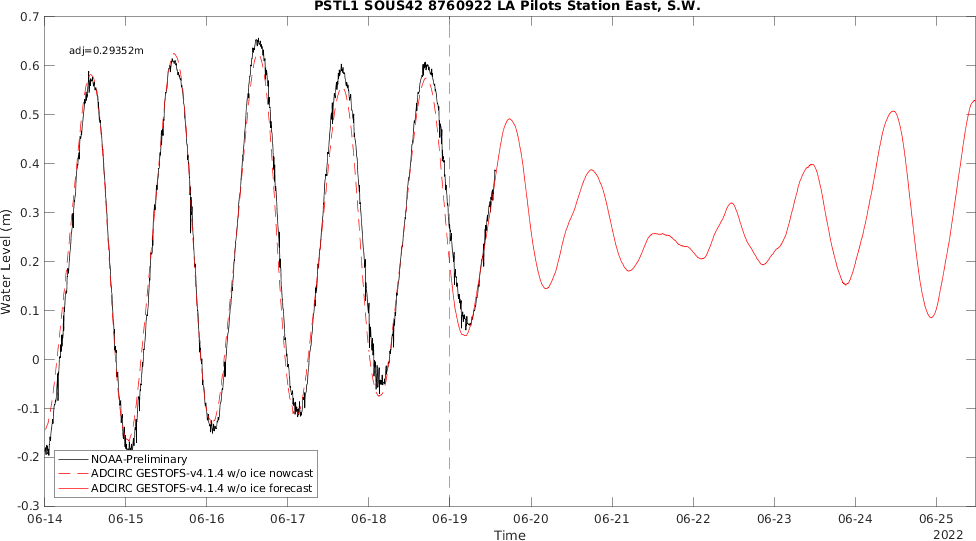 PSTL1 SOUS42 8760922 LA Pilots Station East, S.W.
adj=0.29352m
Water Level (m)
0.7
0.6
0.5
0.4
0.3
0.2
0.1
0
-0.1
-0.2
-0.3
NOAA-Preliminary
ADCIRC GESTOFS-v4.1.4 w/o ice nowcast
ADCIRC GESTOFS-v4.1.4 w/o ice forecast
06-14 06-15 06-16 06-17 06-18 06-19 06-20 06-21 06-22 06-23 06-24 06-25
Time
2022